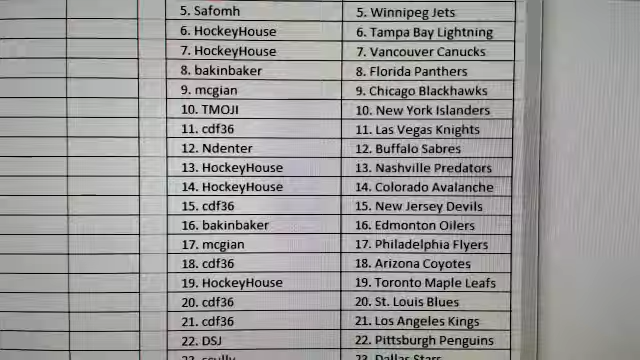 5. Safomh 5. Winnipeg Jets
6. HockeyHouse 6. Tampa Bay Lightning
7. HockeyHouse 7. Vancouver Canucks
8. bakinbaker 8. Florida Panthers
9. mcgian 9. Chicago Blackhawks
10. TMOJI 10. New York Islanders
11. cdf36 11. Las Vegas Knights
12. Ndenter 12. Buffalo Sabres
13. HockeyHouse 13. Nashville Predators
14. HockeyHouse 14. Colorado Avalanche
15. cdf36 15. New Jersey Devils
16. bakinbaker 16. Edmonton Oilers
17. mcgian 17. Philadelphia Flyers
18. cdf36 18. Arizona Coyotes
19. HockeyHouse 19. Toronto Maple Leafs
20. cdf36 20. St. Louis Blues
21. cdf36 21. Los Angeles Kings
22. DSJ 22. Pittsburgh Penguins
23. scully 23. Dallas Stars